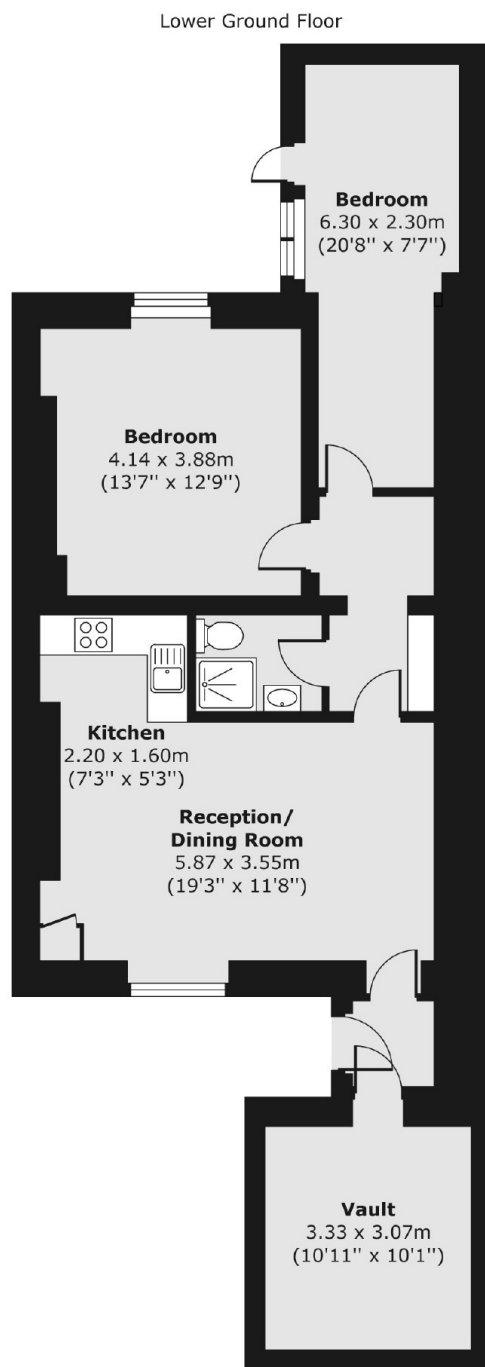 Lower Ground Floor
Bedroom
6.30 x 2.30m
(20'8'' x 7'7'')
Bedroom
4.14 x 3.88m
(13'7'' x 12'9'')
Kitchen
2.20 x 1.60m
(7'3'' x 5'3'')
Reception/
Dining Room
5.87 x 3.55m
(19'3'' x 11'8'')
Vault
3.33 x 3.07m
(10'11'' x 10'1'')